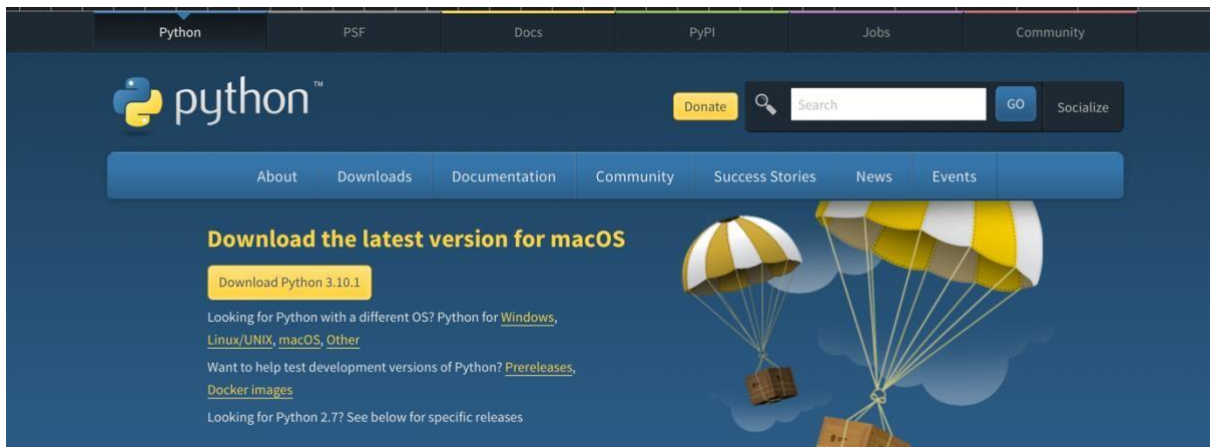 Python PSF Docs PyPI Jobs Community
python™
Donate Search GO Socialize
About Downloads Documentation Community Success Stories News Events
Download the latest version for macOS
Download Python 3.10.1
Looking for Python with a different OS? Python for Windows,
Linux/UNIX, macOS, Other
Want to help test development versions of Python? Prereleases,
Docker images
Looking for Python 2.7? See below for specific releases